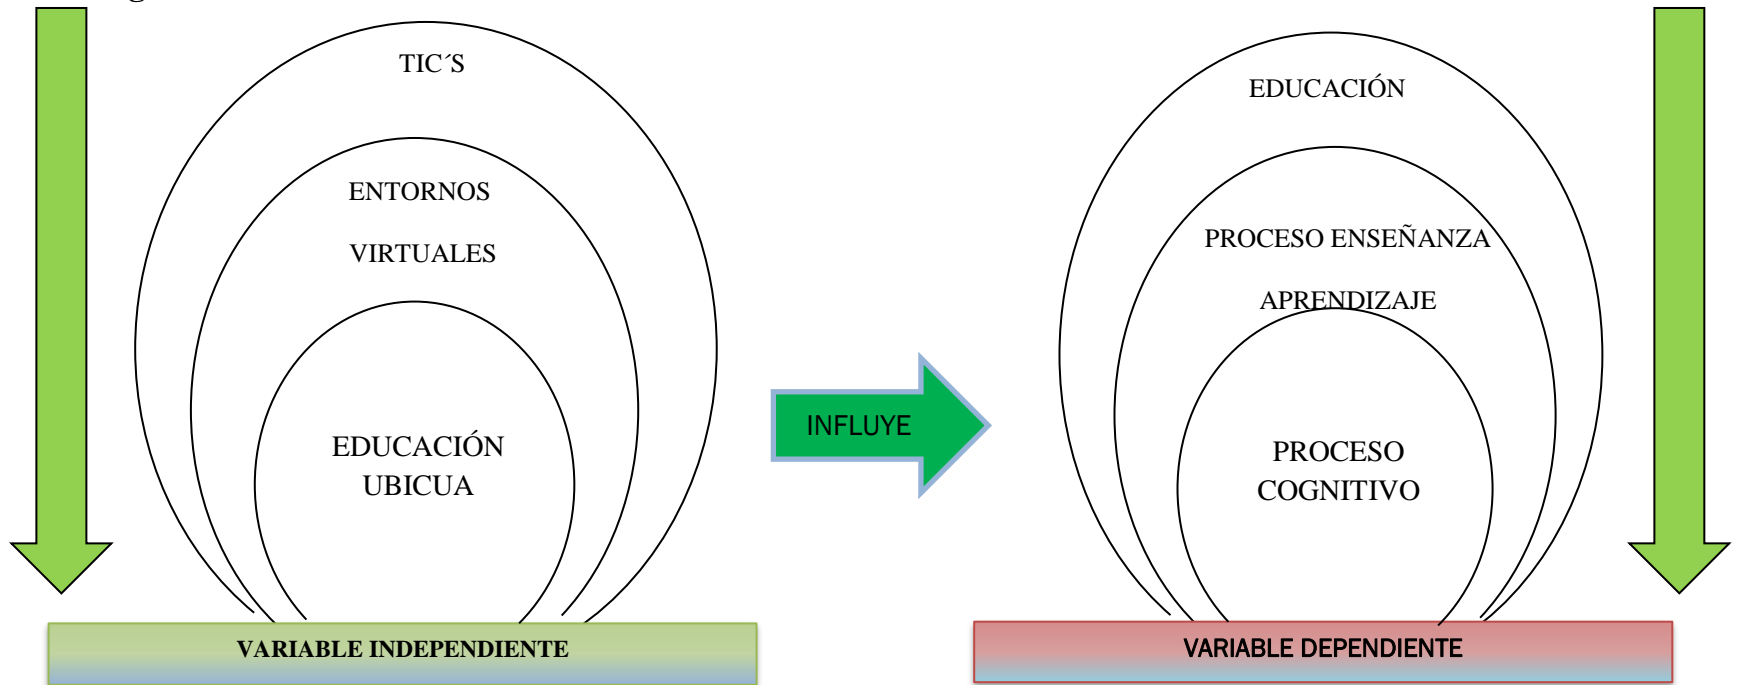 TIC´S
ENTORNOS
VIRTUALES
EDUCACIÓN
UBICUA
VARIABLE INDEPENDIENTE
INFLUYE
EDUCACIÓN
PROCESO ENSEÑANZA
APRENDIZAJE
PROCESO
COGNITIVO
VARIABLE DEPENDIENTE